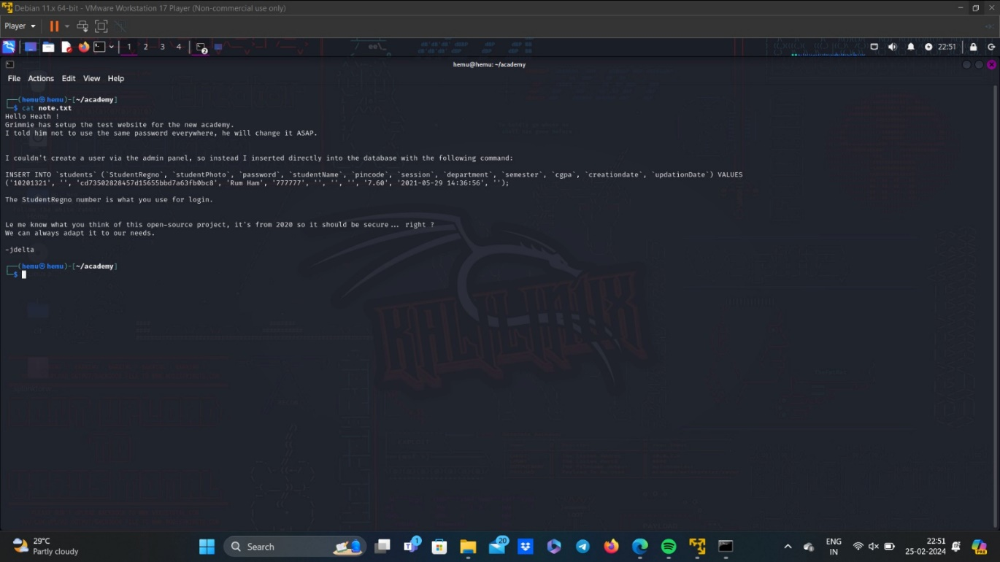 Debian 11.x 64-bit - VMware Workstation 17 Player (Non-commercial use only)
Player
1 2 3 4
2
22:51
hemu@hemu: ~/academy
File Actions Edit View Help
┌──(hemu㉿hemu)-[~/academy]
└─$ cat note.txt
Hello Heath !
Grimmie has setup the test website for the new academy.
I told him not to use the same password everywhere, he will change it ASAP.
I couldn't create a user via the admin panel, so instead I inserted directly into the database with the following command:
INSERT INTO `students` (`StudentRegno`, `studentPhoto`, `password`, `studentName`, `pincode`, `session`, `department`, `semester`, `cgpa`, `creationdate`, `updationDate`) VALUES
('10201321', '', 'cd73502828457d15655bbd7a63fb0bc8', 'Rum Ham', '777777', '', '', '', '7.60', '2021-05-29 14:36:56', '');
The StudentRegno number is what you use for login.
Le me know what you think of this open-source project, it's from 2020 so it should be secure... right ?
We can always adapt it to our needs.
-jdelta
┌──(hemu㉿hemu)-[~/academy]
└─$
KALI LINUX
29°C
Partly cloudy
Search
1
20
ENG
IN
22:51
25-02-2024
PRE